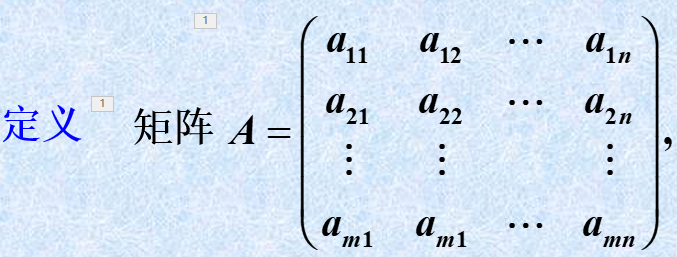 1
a11 a12 ⋯ a1n
定义 1 矩阵 A = a21 a22 ⋯ a2n ,
⋮ ⋮ ⋮
am1 am1 ⋯ amn